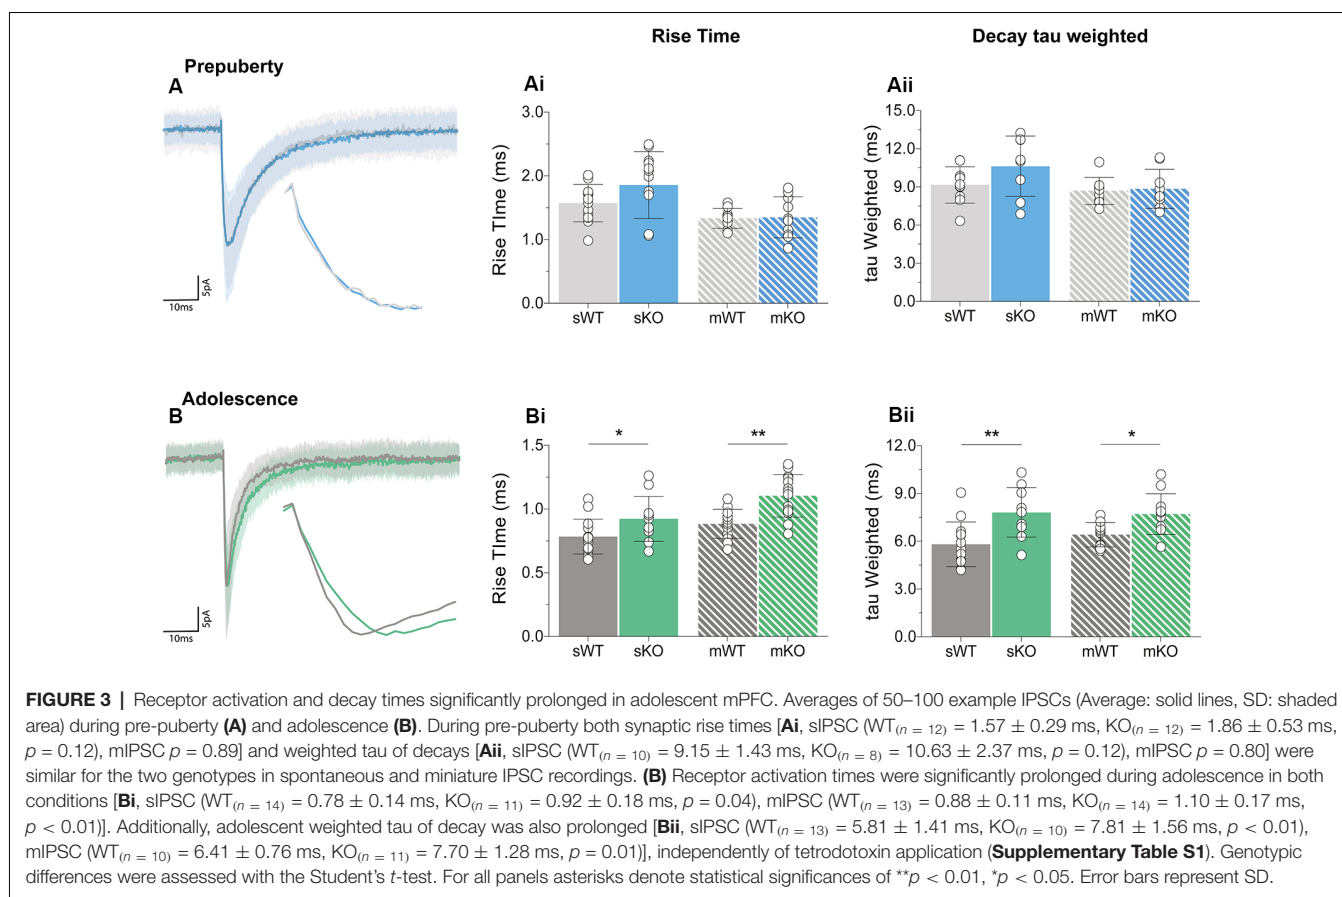 Rise Time
Decay tau weighted
Prepuberty
A
10ms
5pA
Ai
3.0
2.0
1.0
0.0
Rise TIme (ms)
sWT sKO mWT mKO
Aii
15.0
12.0
9.0
6.0
3.0
0.0
tau Weighted (ms)
sWT sKO mWT mKO
Adolescence
B
10ms
5pA
Bi
1.5
1.0
0.5
0.0
Rise TIme (ms)
* **
sWT sKO mWT mKO
Bii
12.0
9.0
6.0
3.0
0.0
tau Weighted (ms)
** *
sWT sKO mWT mKO
FIGURE 3 | Receptor activation and decay times significantly prolonged in adolescent mPFC. Averages of 50–100 example IPSCs (Average: solid lines, SD: shaded
area) during pre-puberty (A) and adolescence (B). During pre-puberty both synaptic rise times [Ai, sIPSC (WT(n = 12) = 1.57 ± 0.29 ms, KO(n = 12) = 1.86 ± 0.53 ms,
p = 0.12), mIPSC p = 0.89] and weighted tau of decays [Aii, sIPSC (WT(n = 10) = 9.15 ± 1.43 ms, KO(n = 8) = 10.63 ± 2.37 ms, p = 0.12), mIPSC p = 0.80] were
similar for the two genotypes in spontaneous and miniature IPSC recordings. (B) Receptor activation times were significantly prolonged during adolescence in both
conditions [Bi, sIPSC (WT(n = 14) = 0.78 ± 0.14 ms, KO(n = 11) = 0.92 ± 0.18 ms, p = 0.04), mIPSC (WT(n = 13) = 0.88 ± 0.11 ms, KO(n = 14) = 1.10 ± 0.17 ms,
p < 0.01)]. Additionally, adolescent weighted tau of decay was also prolonged [Bii, sIPSC (WT(n = 13) = 5.81 ± 1.41 ms, KO(n = 10) = 7.81 ± 1.56 ms, p < 0.01),
mIPSC (WT(n = 10) = 6.41 ± 0.76 ms, KO(n = 11) = 7.70 ± 1.28 ms, p = 0.01)], independently of tetrodotoxin application (Supplementary Table S1). Genotypic
differences were assessed with the Student's t-test. For all panels asterisks denote statistical significances of **p < 0.01, *p < 0.05. Error bars represent SD.